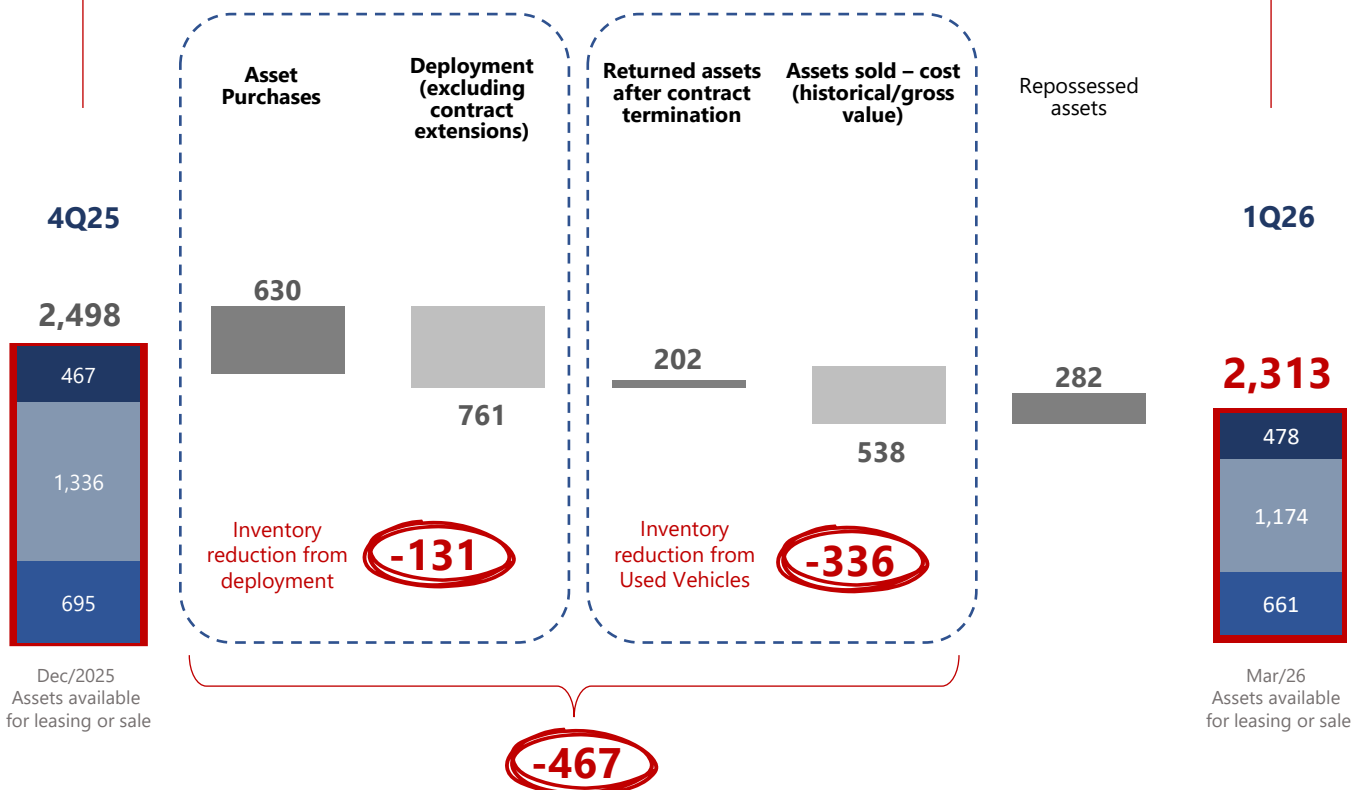 Asset
Purchases
Deployment
(excluding
contract
extensions)
Returned assets
after contract
termination
Assets sold – cost
(historical/gross
value)
Repossessed
assets
4Q25
2,498
467
1,336
695
Dec/2025
Assets available
for leasing or sale
630
761
Inventory
reduction from
deployment
-131
202
538
Inventory
reduction from
Used Vehicles
-336
282
1Q26
2,313
478
1,174
661
Mar/26
Assets available
for leasing or sale
-467